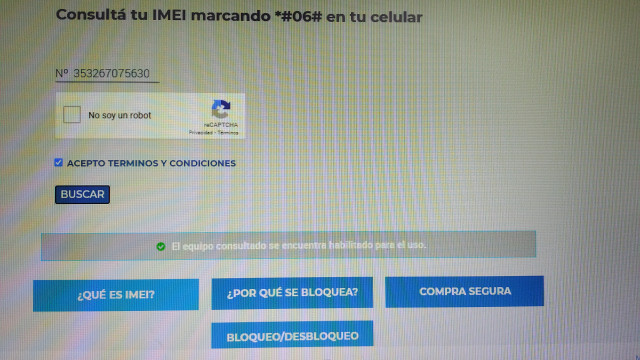 Consultá tu IMEI marcando *#06# en tu celular
Nº 353267075630
No soy un robot
reCAPTCHA
Privacidad - Términos
ACEPTO TERMINOS Y CONDICIONES
BUSCAR
El equipo consultado se encuentra habilitado para el uso.
¿QUÉ ES IMEI?
¿POR QUÉ SE BLOQUEA?
COMPRA SEGURA
BLOQUEO/DESBLOQUEO